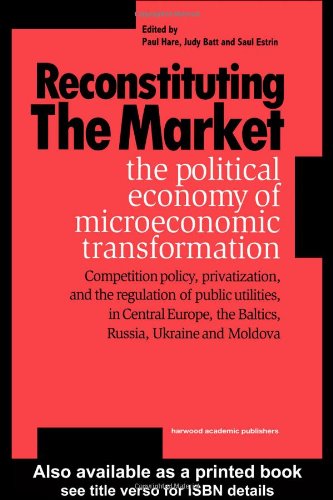 Edited by
Paul Hare, Judy Batt and Saul Estrin
Reconstituting
The Market
the political
economy of
microeconomic
transformation
Competition policy, privatization,
and the regulation of public utilities,
in Central Europe, the Baltics,
Russia, Ukraine and Moldova
harwood academic publishers
Also available as a printed book
see title verso for ISBN details